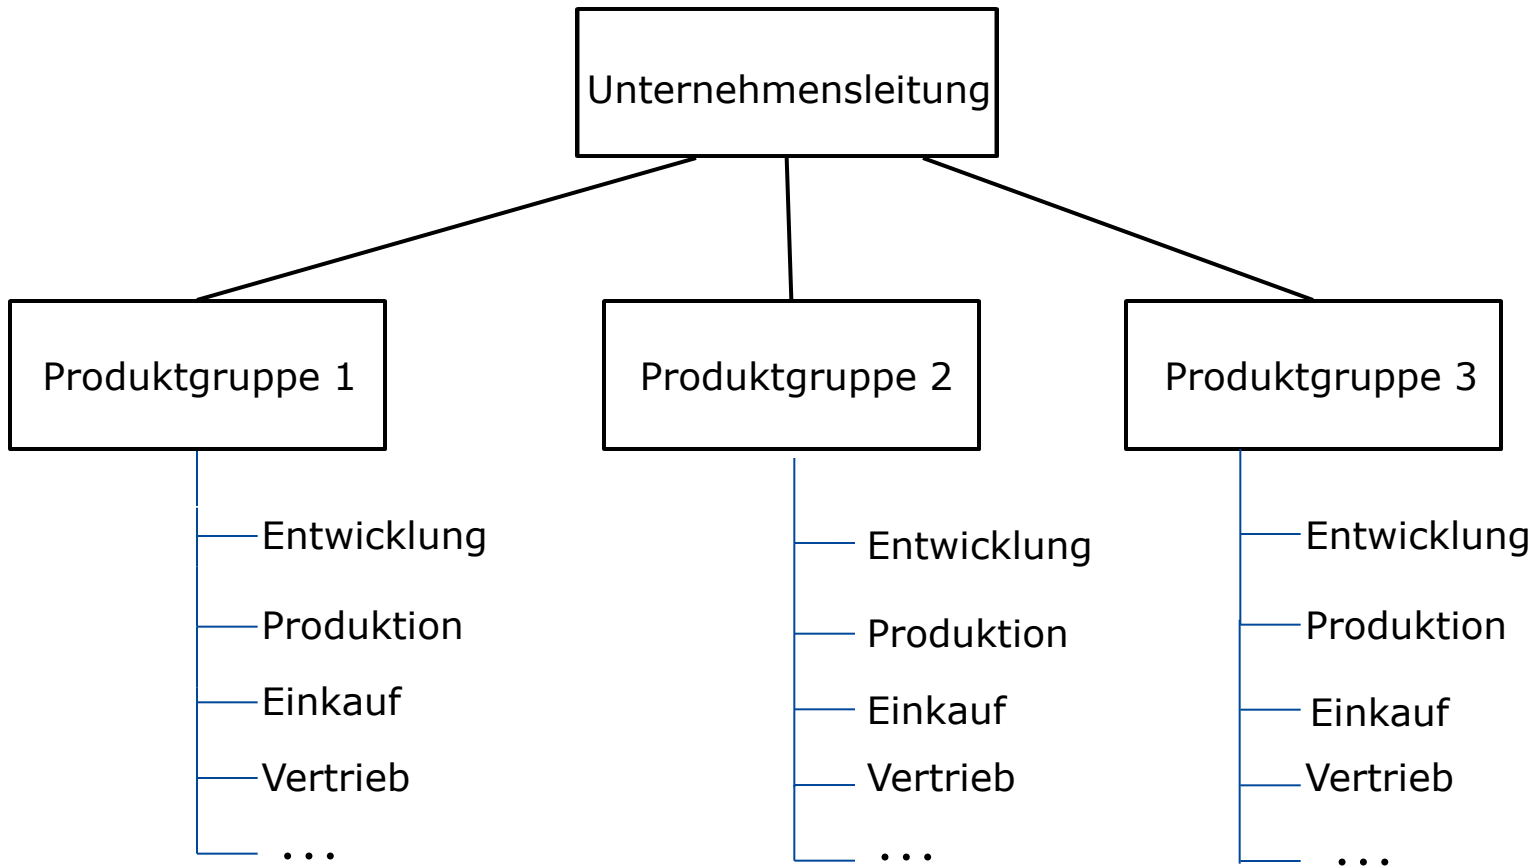 Unternehmensleitung
Produktgruppe 1
Entwicklung
Produktion
Einkauf
Vertrieb
...
Produktgruppe 2
Entwicklung
Produktion
Einkauf
Vertrieb
...
Produktgruppe 3
Entwicklung
Produktion
Einkauf
Vertrieb
...